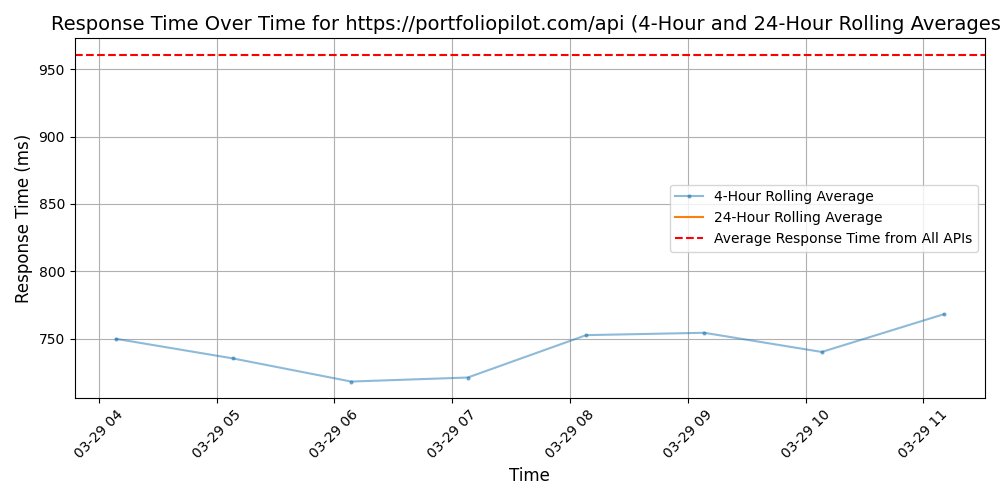 Response Time Over Time for https://portfoliopilot.com/api (4-Hour and 24-Hour Rolling Averages
950
900
850
800
750
Response Time (ms)
4-Hour Rolling Average
24-Hour Rolling Average
Average Response Time from All APIs
03-29 04
03-29 05
03-29 06
03-29 07
03-29 08
03-29 09
03-29 10
03-29 11
Time